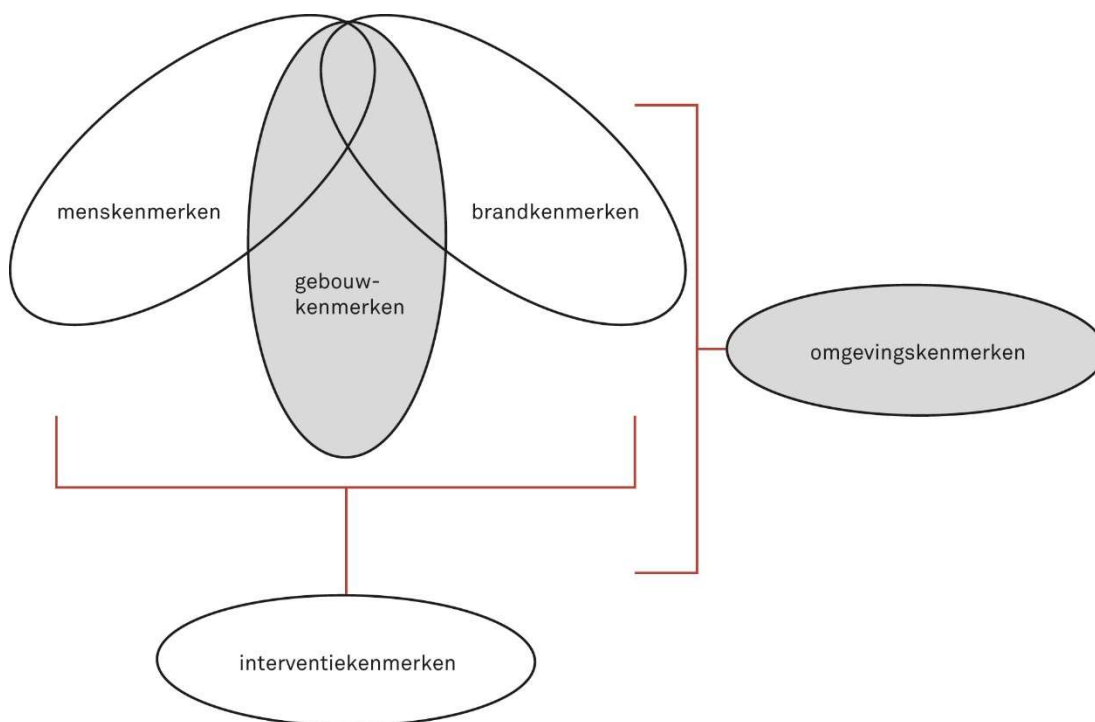 menskenmerken
brandkenmerken
gebouw-
kenmerken
omgevingskenmerken
interventiekenmerken